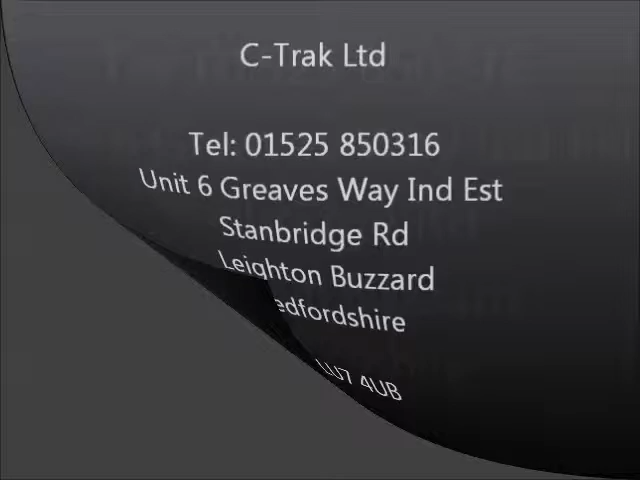 C-Trak Ltd
Tel: 01525 850316
Unit 6 Greaves Way Ind Est
Stanbridge Rd
Leighton Buzzard
edfordshire
LU7 4UB